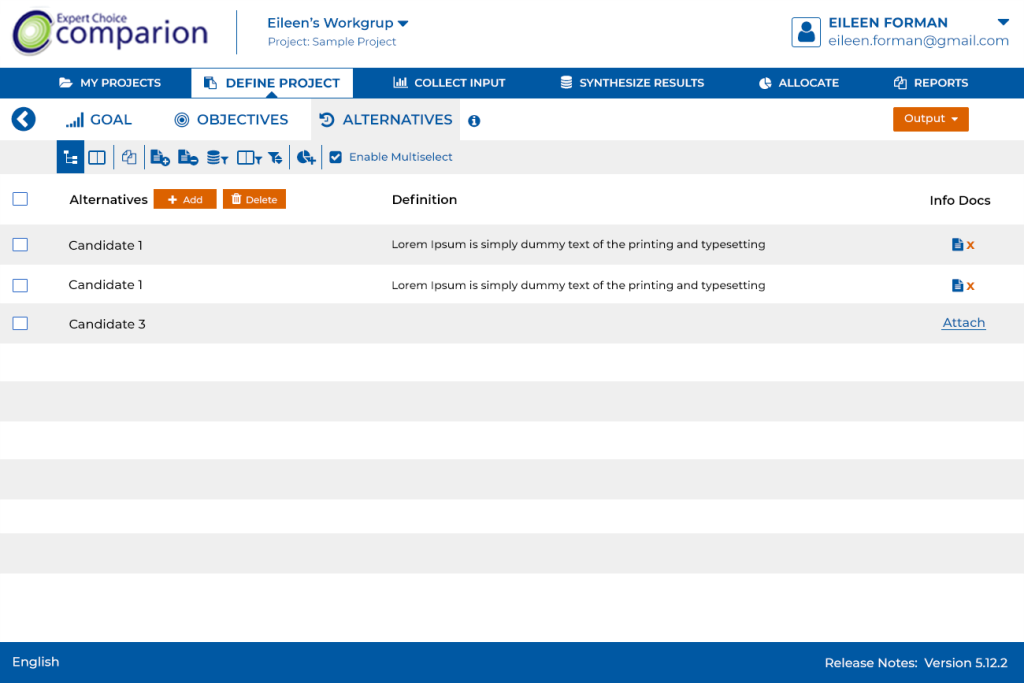 Expert Choice
comparion
Eileen's Workgrup
Project: Sample Project
EILEEN FORMAN
eileen.forman@gmail.com
MY PROJECTS
DEFINE PROJECT
COLLECT INPUT
SYNTHESIZE RESULTS
ALLOCATE
REPORTS
GOAL
OBJECTIVES
ALTERNATIVES
Output
Enable Multiselect
Alternatives
Add
Delete
Definition
Info Docs
Candidate 1
Lorem Ipsum is simply dummy text of the printing and typesetting
x
Candidate 1
Lorem Ipsum is simply dummy text of the printing and typesetting
x
Candidate 3
Attach
English
Release Notes: Version 5.12.2